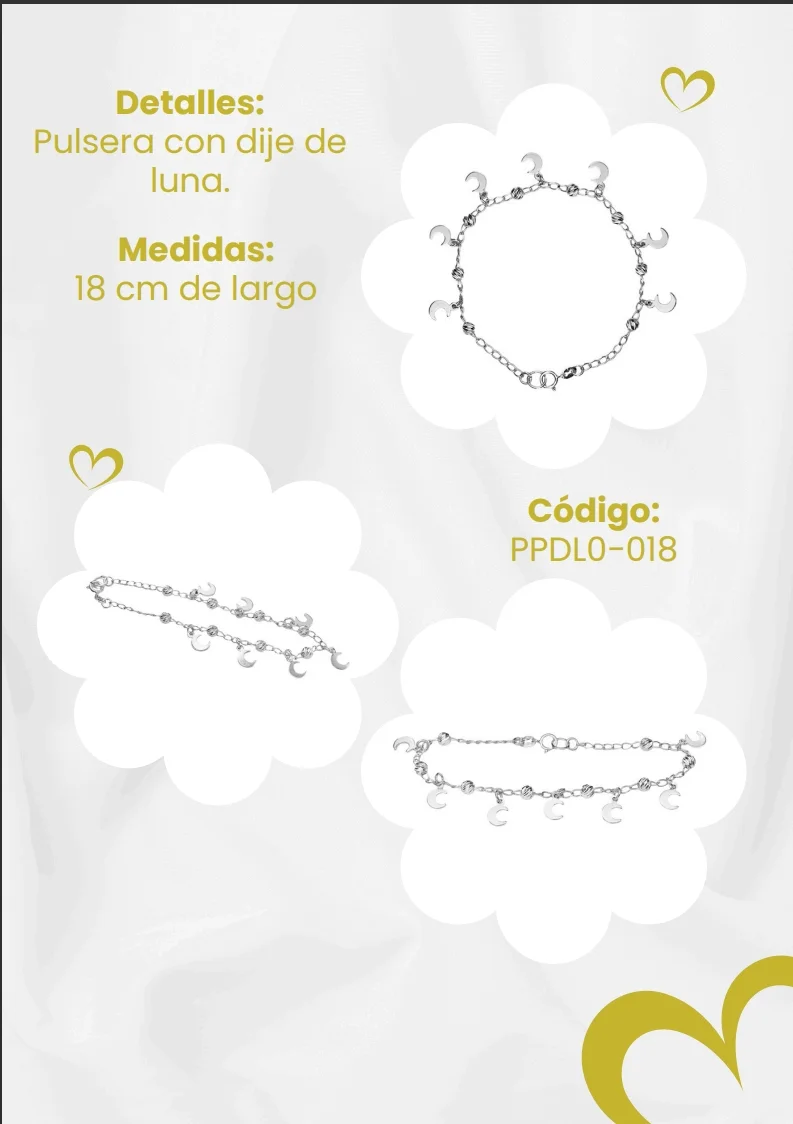 Detalles:
Pulsera con dije de
luna.
Medidas:
18 cm de largo
Código:
PPDL0-018